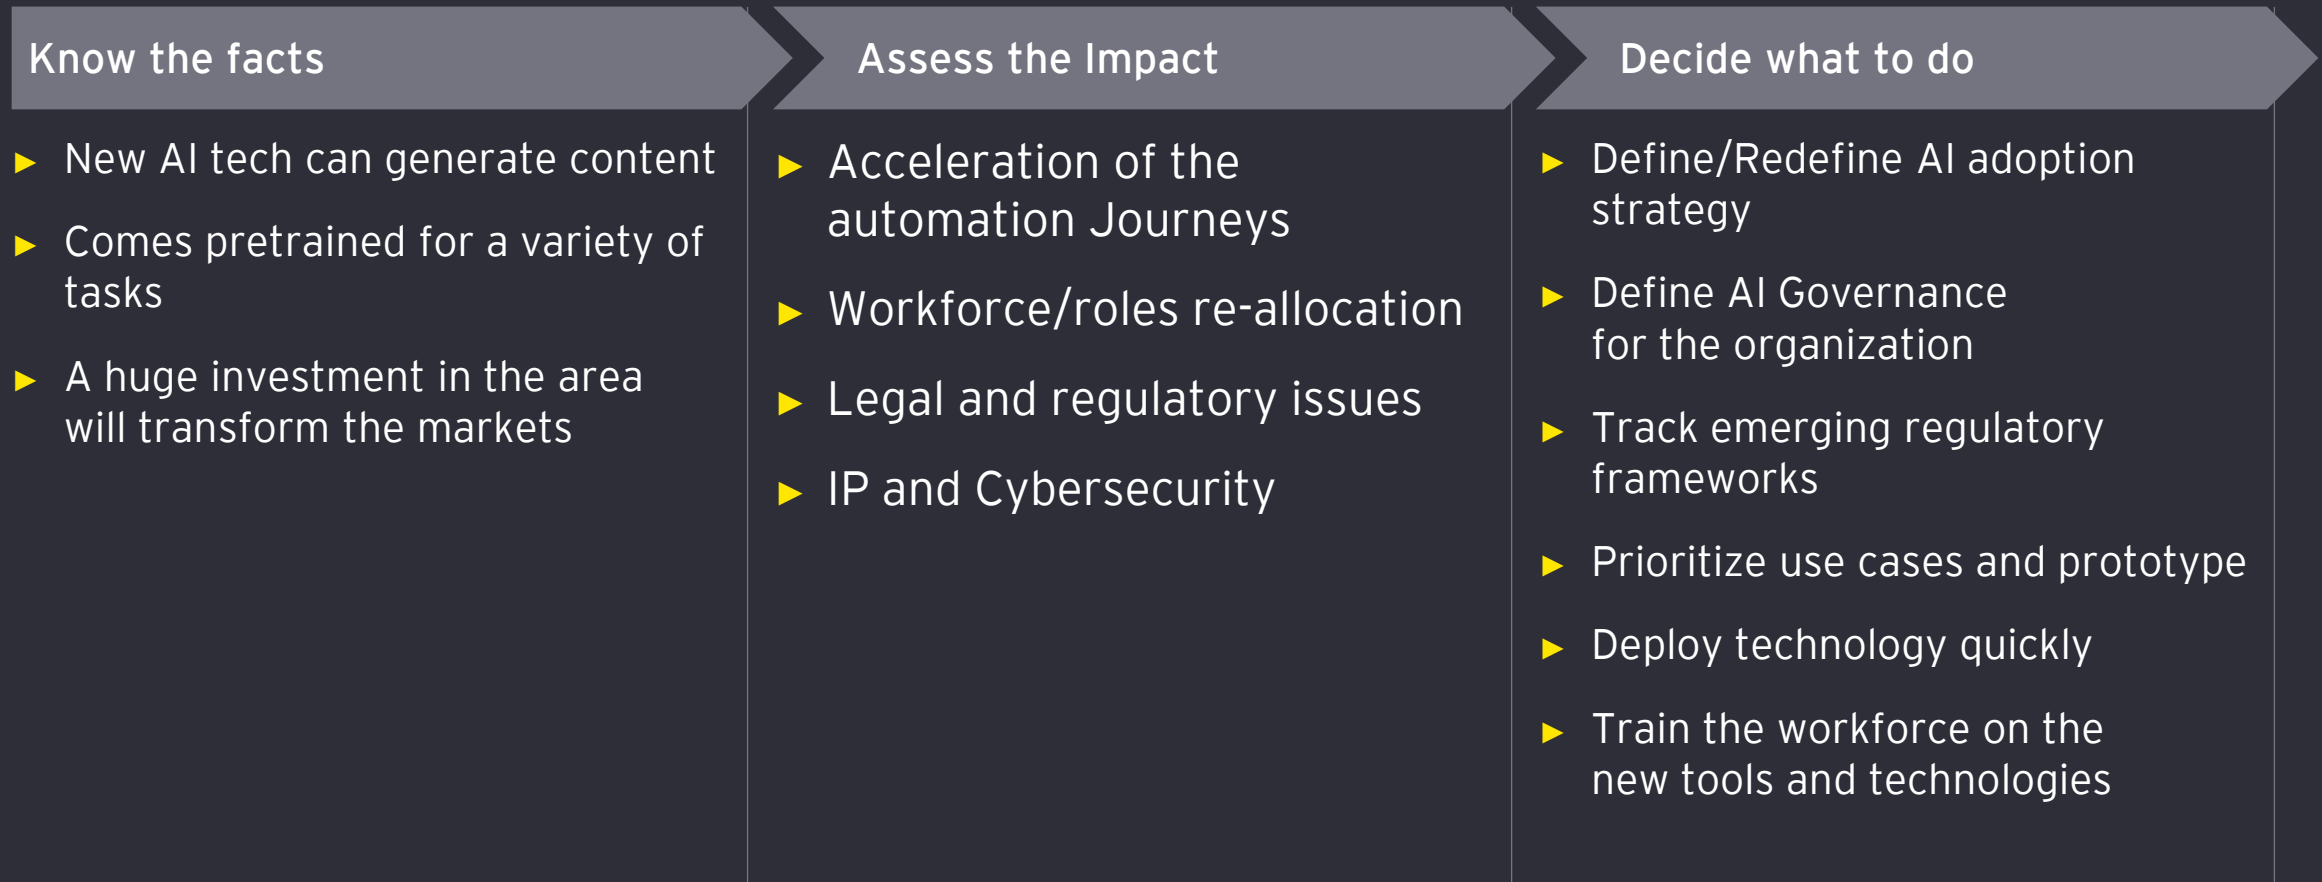 Know the facts
New AI tech can generate content
Comes pretrained for a variety of
tasks
A huge investment in the area
will transform the markets
Assess the Impact
Acceleration of the
automation Journeys
Workforce/roles re-allocation
Legal and regulatory issues
IP and Cybersecurity
Decide what to do
Define/Redefine AI adoption
strategy
Define AI Governance
for the organization
Track emerging regulatory
frameworks
Prioritize use cases and prototype
Deploy technology quickly
Train the workforce on the
new tools and technologies